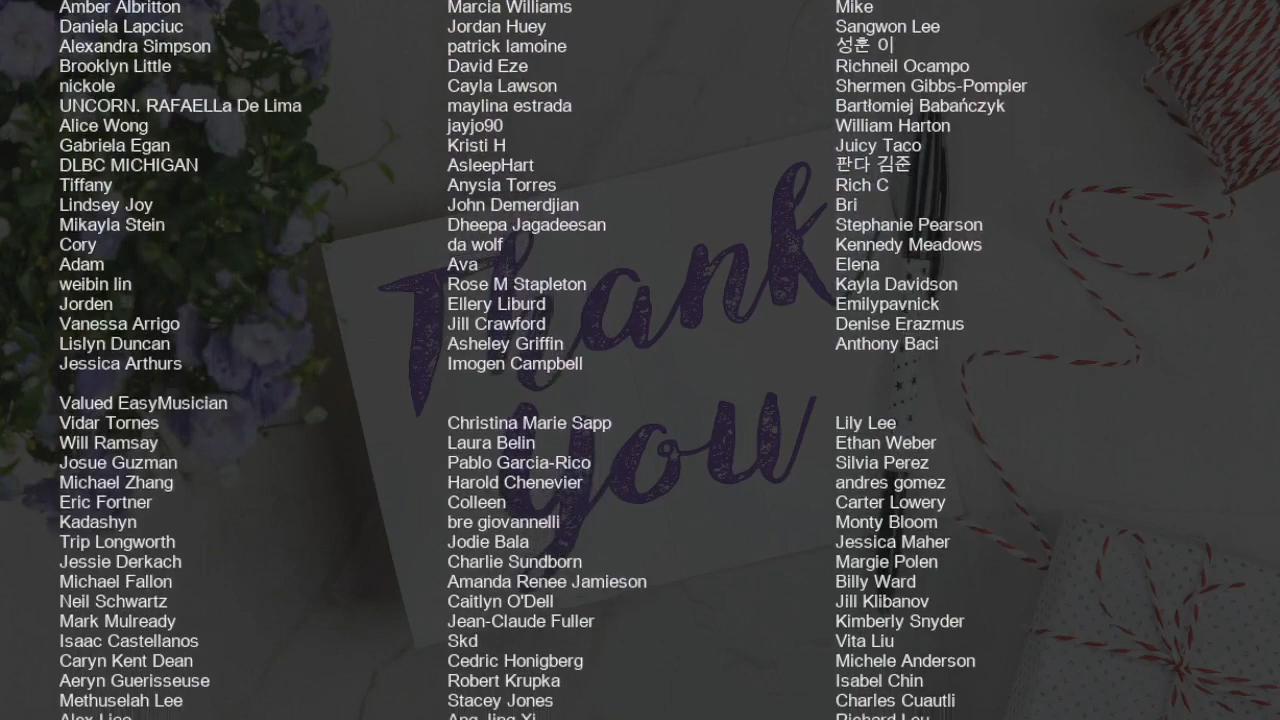 Amber Albritton
Daniela Lapciuc
Alexandra Simpson
Brooklyn Little
nickole
UNCORN. RAFAELLa De Lima
Alice Wong
Gabriela Egan
DLBC MICHIGAN
Tiffany
Lindsey Joy
Mikayla Stein
Cory
Adam
weibin lin
Jorden
Vanessa Arrigo
Lislyn Duncan
Jessica Arthurs
Marcia Williams
Jordan Huey
patrick lamoine
David Eze
Cayla Lawson
maylina estrada
jayjo90
Kristi H
AsleepHart
Anysia Torres
John Demerdjian
Dheepa Jagadeesan
da wolf
Ava
Rose M Stapleton
Ellery Liburd
Jill Crawford
Asheley Griffin
Imogen Campbell
Mike
Sangwon Lee
성훈 이
Richneil Ocampo
Shermen Gibbs-Pompier
Bartłomiej Babańczyk
William Harton
Juicy Taco
판다 김준
Rich C
Bri
Stephanie Pearson
Kennedy Meadows
Elena
Kayla Davidson
Emilypavnick
Denise Erazmus
Anthony Baci
Valued EasyMusician
Vidar Tornes
Will Ramsay
Josue Guzman
Michael Zhang
Eric Fortner
Kadashyn
Trip Longworth
Jessie Derkach
Michael Fallon
Neil Schwartz
Mark Mulready
Isaac Castellanos
Caryn Kent Dean
Aeryn Guerisseuse
Methuselah Lee
Christina Marie Sapp
Laura Belin
Pablo Garcia-Rico
Harold Chenevier
Colleen
bre giovannelli
Jodie Bala
Charlie Sundborn
Amanda Renee Jamieson
Caitlyn O'Dell
Jean-Claude Fuller
Skd
Cedric Honigberg
Robert Krupka
Stacey Jones
Lily Lee
Ethan Weber
Silvia Perez
andres gomez
Carter Lowery
Monty Bloom
Jessica Maher
Margie Polen
Billy Ward
Jill Klibanov
Kimberly Snyder
Vita Liu
Michele Anderson
Isabel Chin
Charles Cuautli
Thank
you